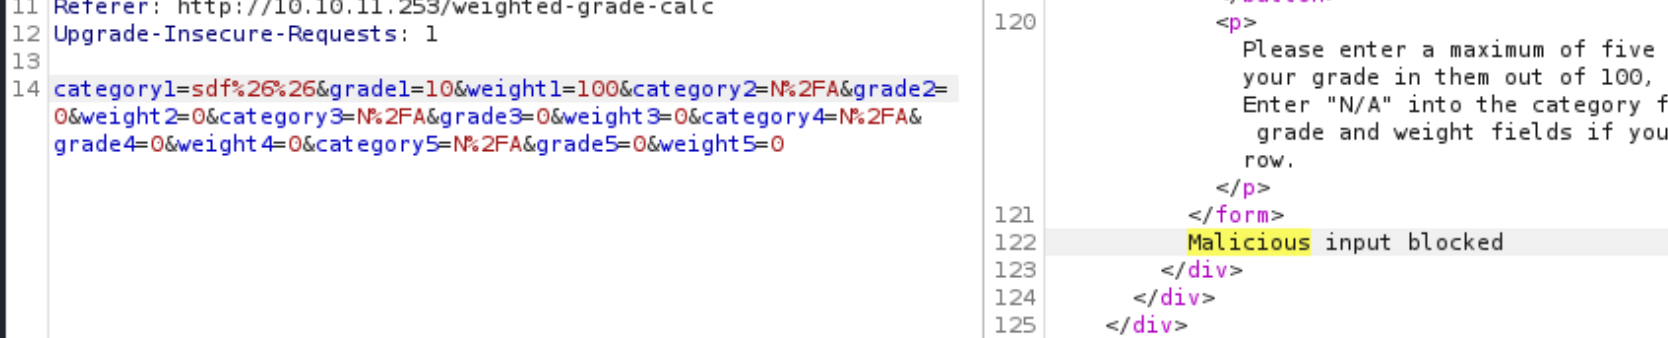 11 Referer: http://10.10.11.253/weighted-grade-calc
12 Upgrade-Insecure-Requests: 1
13
14 category1=sdf%26%26&grade1=10&weight1=100&category2=N%2FA&grade2=
0&weight2=0&category3=N%2FA&grade3=0&weight3=0&category4=N%2FA&
grade4=0&weight4=0&category5=N%2FA&grade5=0&weight5=0
120 <p>
Please enter a maximum of five
your grade in them out of 100,
Enter "N/A" into the category f
grade and weight fields if you
row.
</p>
121 </form>
122 Malicious input blocked
123 </div>
124 </div>
125 </div>